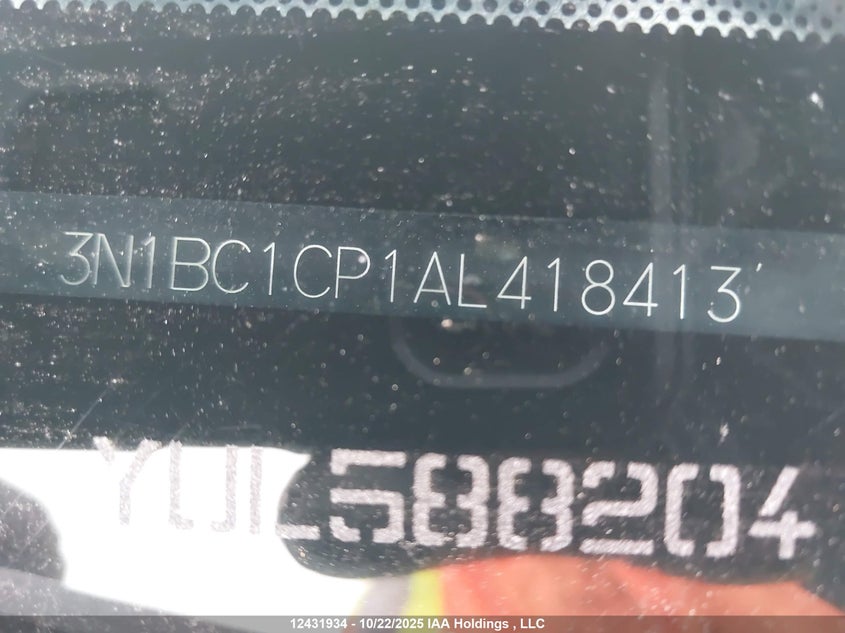 3N1BC1CP1AL418413
YUL588204
12431934 - 10/22/2025 IAA Holdings , LLC